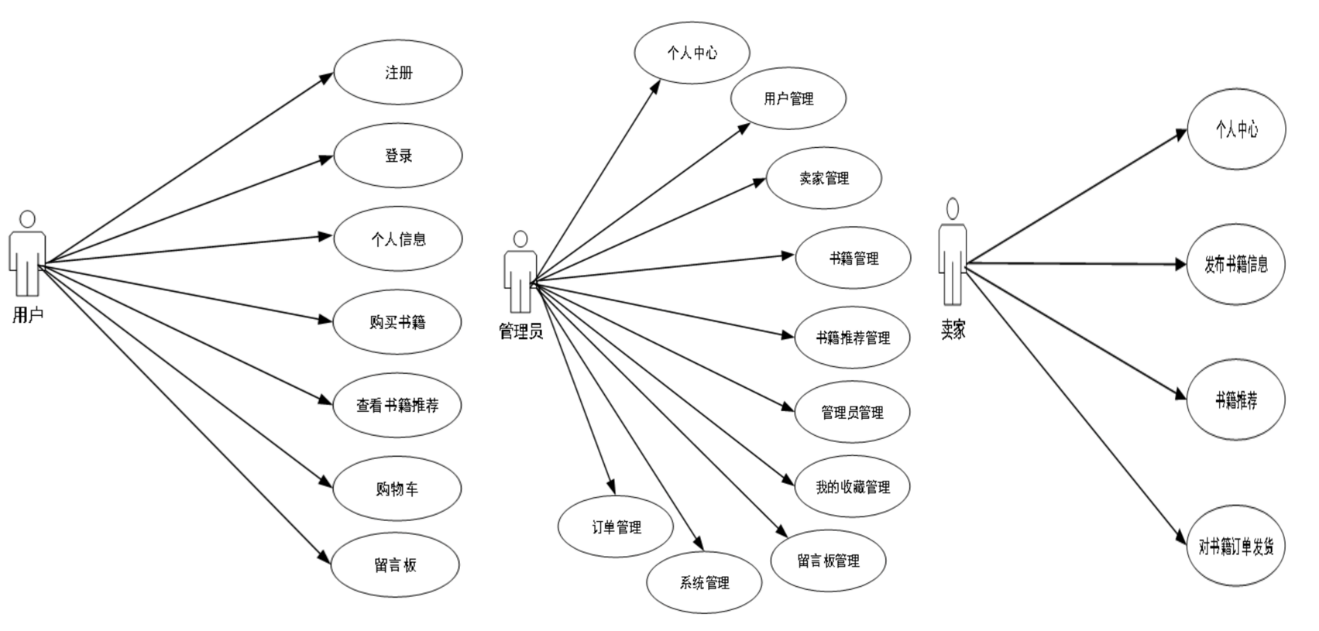 注册
登录
个人信息
购买书籍
查看书籍推荐
购物车
留言板
用户
个人中心
用户管理
卖家管理
书籍管理
书籍推荐管理
管理员管理
我的收藏管理
留言板管理
系统管理
订单管理
管理员
个人中心
发布书籍信息
书籍推荐
对书籍订单发货
卖家